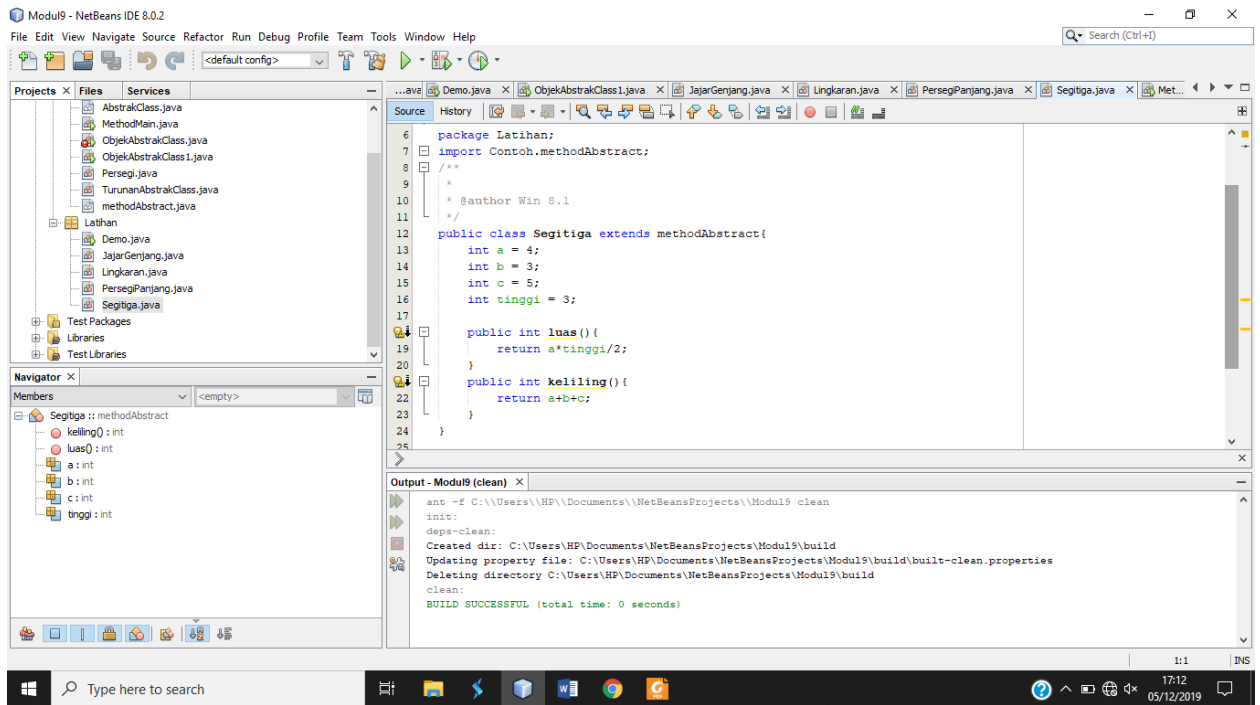 Modul9 - NetBeans IDE 8.0.2
File Edit View Navigate Source Refactor Run Debug Profile Team Tools Window Help
Search (Ctrl+I)
<default config>
Projects Files Services
AbstrakClass.java
MethodMain.java
ObjekAbstrakClass.java
ObjekAbstrakClass1.java
Persegi.java
TurunanAbstrakClass.java
methodAbstract.java
Latihan
Demo.java
JajarGenjang.java
Lingkaran.java
PersegiPanjang.java
Segitiga.java
Test Packages
Libraries
Test Libraries
Navigator
Members <empty>
Segitiga :: methodAbstract
keliling() : int
luas() : int
a : int
b : int
c : int
tinggi : int
...ava Demo.java ObjekAbstrakClass1.java JajarGenjang.java Lingkaran.java PersegiPanjang.java Segitiga.java Met...
Source History
6 package Latihan;
7 import Contoh.methodAbstract;
8 /**
9 *
10 * @author Win 8.1
11 */
12 public class Segitiga extends methodAbstract{
13 int a = 4;
14 int b = 3;
15 int c = 5;
16 int tinggi = 3;
17
public int luas(){
19 return a*tinggi/2;
20 }
public int keliling(){
22 return a+b+c;
23 }
24 }
25
Output - Modul9 (clean)
ant -f C:\\Users\\HP\\Documents\\NetBeansProjects\\Modul9 clean
init:
deps-clean:
Created dir: C:\Users\HP\Documents\NetBeansProjects\Modul9\build
Updating property file: C:\Users\HP\Documents\NetBeansProjects\Modul9\build\built-clean.properties
Deleting directory C:\Users\HP\Documents\NetBeansProjects\Modul9\build
clean:
BUILD SUCCESSFUL (total time: 0 seconds)
1:1 INS
Type here to search
17:12
05/12/2019